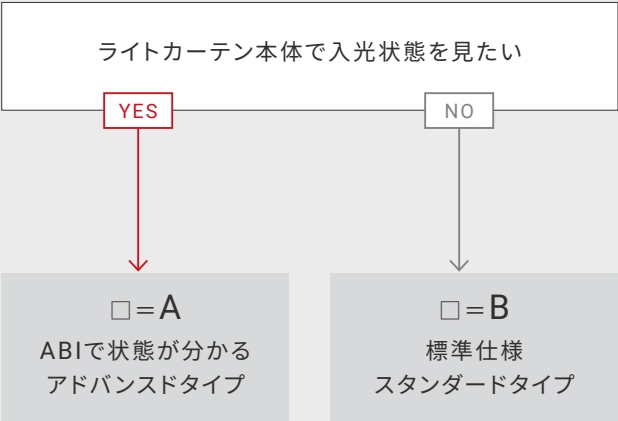 ライトカーテン本体で入光状態を見たい
YES
NO
□=A
ABIで状態が分かる
アドバンスドタイプ
□=B
標準仕様
スタンダードタイプ